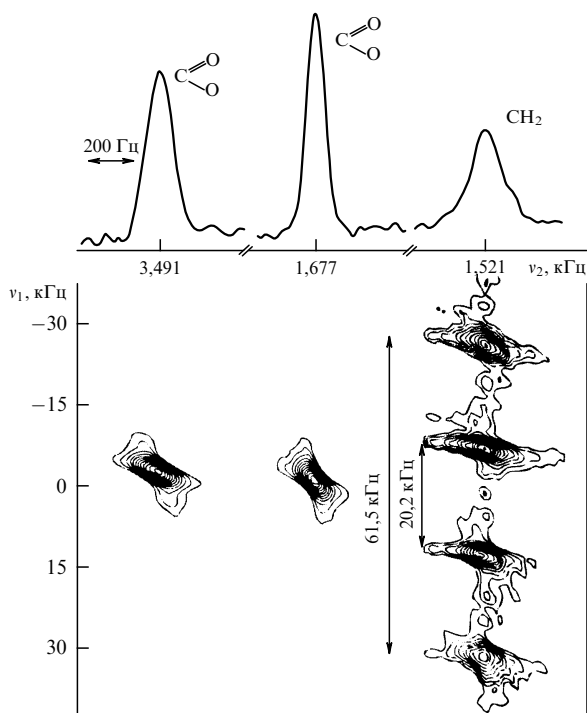 C
O
O
C
O
O
CH₂
200 Гц
3,491
1,677
1,521
ν₂, кГц
ν₁, кГц
−30
−15
0
15
30
61,5 кГц
20,2 кГц